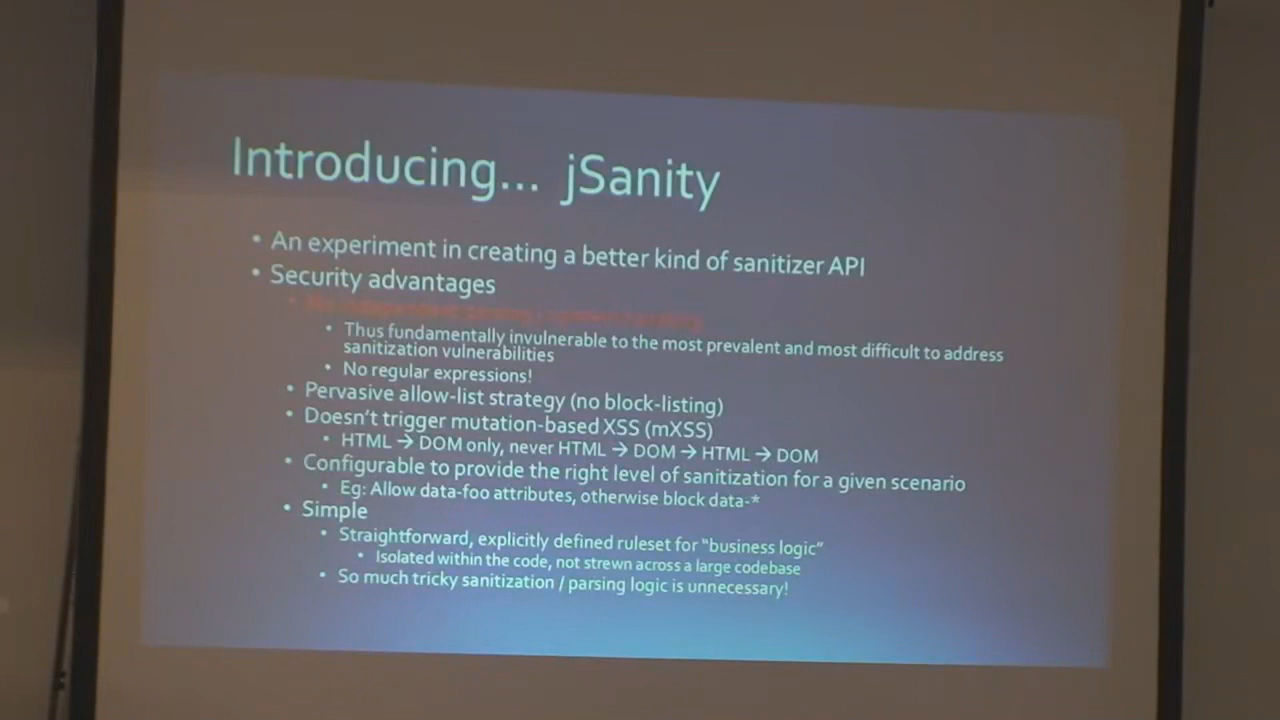 Introducing... jSanity
• An experiment in creating a better kind of sanitizer API
• Security advantages
• Thus fundamentally invulnerable to the most prevalent and most difficult to address
sanitization vulnerabilities
• No regular expressions!
• Pervasive allow-list strategy (no block-listing)
• Doesn't trigger mutation-based XSS (mXSS)
• HTML → DOM only, never HTML → DOM → HTML → DOM
• Configurable to provide the right level of sanitization for a given scenario
• Eg: Allow data-foo attributes, otherwise block data-*
• Simple
• Straightforward, explicitly defined ruleset for “business logic”
• Isolated within the code, not strewn across a large codebase
• So much tricky sanitization / parsing logic is unnecessary!